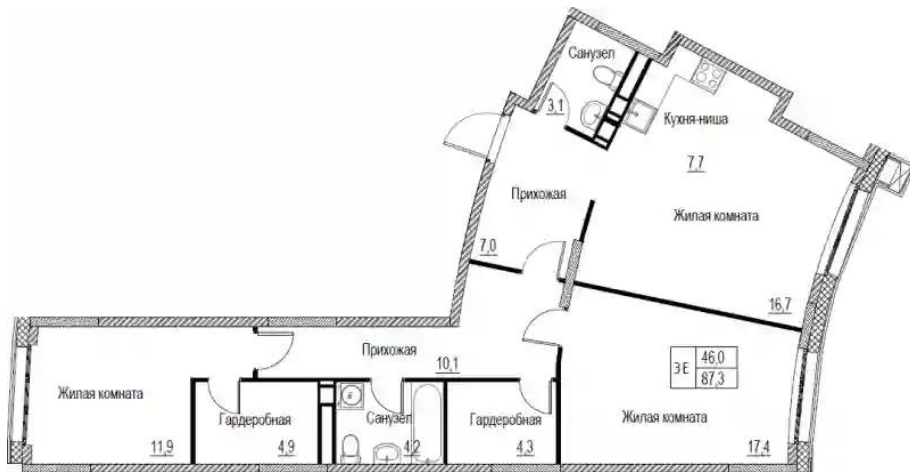 Санузел
3,1
Кухня-ниша
7,7
Прихожая
7,0
Жилая комната
16,7
Прихожая
10,1
3Е
46,0
87,3
Жилая комната
11,9
Гардеробная
4,9
Санузел
4,2
Гардеробная
4,3
Жилая комната
17,4